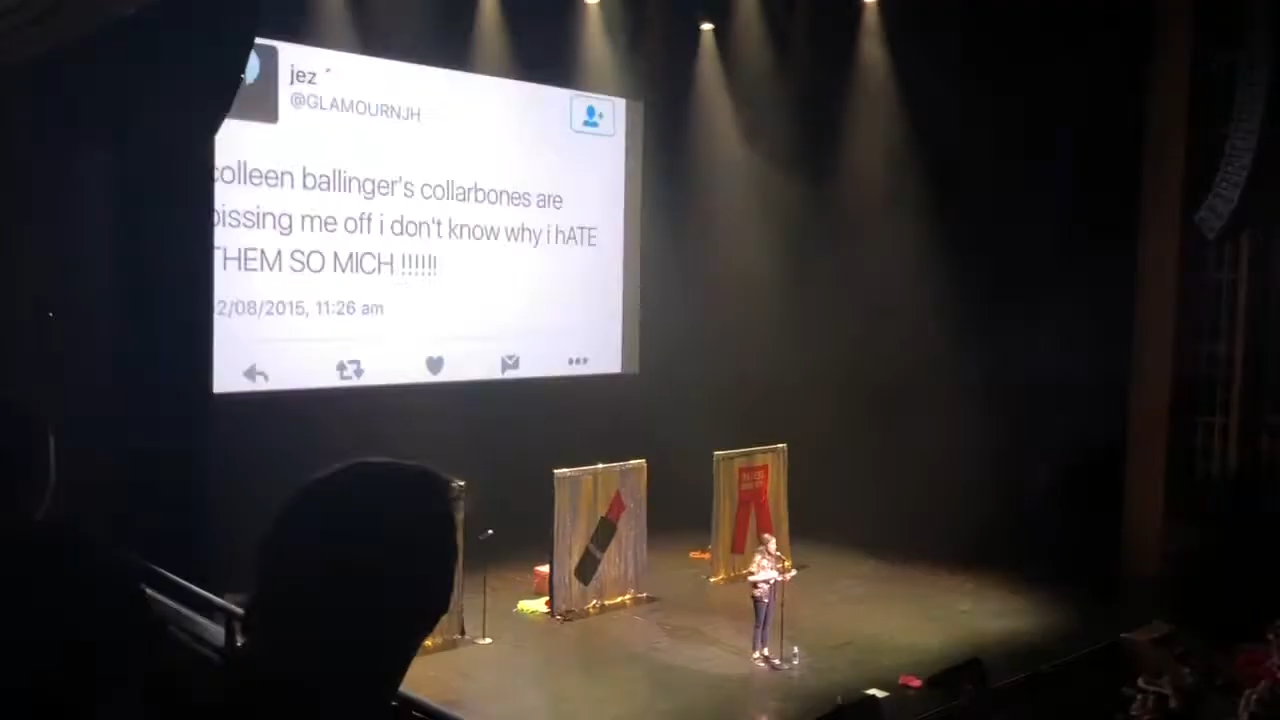 jez
@GLAMOURNJH
colleen ballinger's collarbones are
pissing me off i don't know why i hATE
THEM SO MICH !!!!!!
2/08/2015, 11:26 am